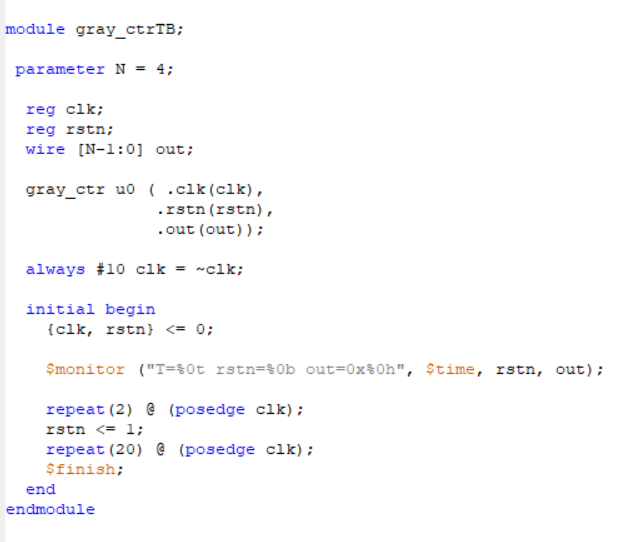 module gray_ctrTB;
parameter N = 4;
reg clk;
reg rstn;
wire [N-1:0] out;
gray_ctr u0 ( .clk(clk),
.rstn(rstn),
.out(out));
always #10 clk = ~clk;
initial begin
{clk, rstn} <= 0;
$monitor ("T=%0t rstn=%0b out=0x%0h", $time, rstn, out);
repeat(2) @ (posedge clk);
rstn <= 1;
repeat(20) @ (posedge clk);
$finish;
end
endmodule